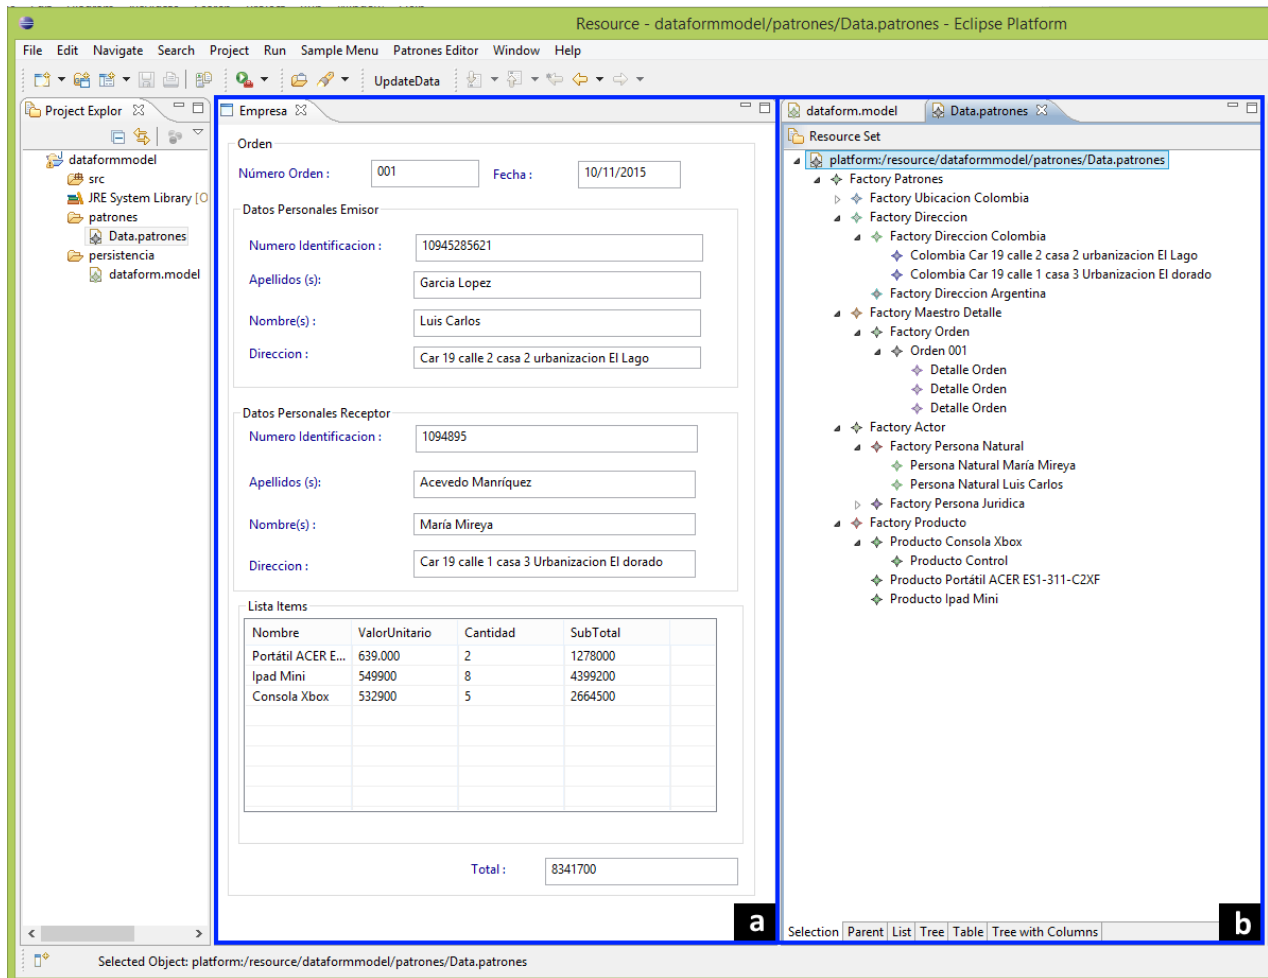 Resource - dataformmodel/patrones/Data.patrones - Eclipse Platform
File Edit Navigate Search Project Run Sample Menu Patrones Editor Window Help
UpdateData
Project Explor
dataformmodel
src
JRE System Library [O
patrones
Data.patrones
persistencia
dataform.model
Empresa
Orden
Número Orden : 001 Fecha : 10/11/2015
Datos Personales Emisor
Numero Identificacion : 10945285621
Apellidos (s): Garcia Lopez
Nombre(s) : Luis Carlos
Direccion : Car 19 calle 2 casa 2 urbanizacion El Lago
Datos Personales Receptor
Numero Identificacion : 1094895
Apellidos (s): Acevedo Manríquez
Nombre(s) : María Mireya
Direccion : Car 19 calle 1 casa 3 Urbanizacion El dorado
Lista Items
Nombre ValorUnitario Cantidad SubTotal
Portátil ACER E... 639.000 2 1278000
Ipad Mini 549900 8 4399200
Consola Xbox 532900 5 2664500
Total : 8341700
a
dataform.model Data.patrones
Resource Set
platform:/resource/dataformmodel/patrones/Data.patrones
Factory Patrones
Factory Ubicacion Colombia
Factory Direccion
Factory Direccion Colombia
Colombia Car 19 calle 2 casa 2 urbanizacion El Lago
Colombia Car 19 calle 1 casa 3 Urbanizacion El dorado
Factory Direccion Argentina
Factory Maestro Detalle
Factory Orden
Orden 001
Detalle Orden
Detalle Orden
Detalle Orden
Factory Actor
Factory Persona Natural
Persona Natural María Mireya
Persona Natural Luis Carlos
Factory Persona Juridica
Factory Producto
Producto Consola Xbox
Producto Control
Producto Portátil ACER ES1-311-C2XF
Producto Ipad Mini
Selection Parent List Tree Table Tree with Columns
b
Selected Object: platform:/resource/dataformmodel/patrones/Data.patrones